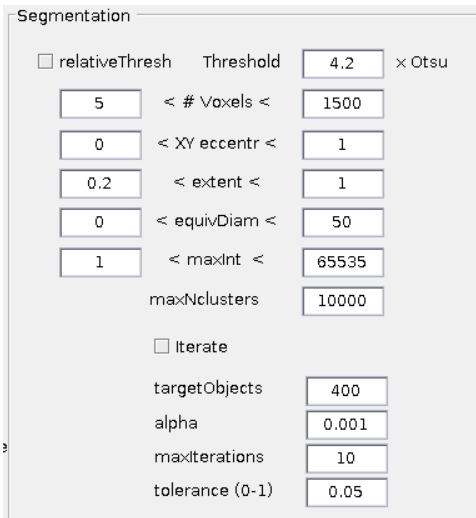 Segmentation
relativeThresh Threshold 4.2 x Otsu
5 < # Voxels < 1500
0 < XY eccentr < 1
0.2 < extent < 1
0 < equivDiam < 50
1 < maxInt < 65535
maxNclusters 10000
Iterate
targetObjects 400
alpha 0.001
maxIterations 10
tolerance (0-1) 0.05